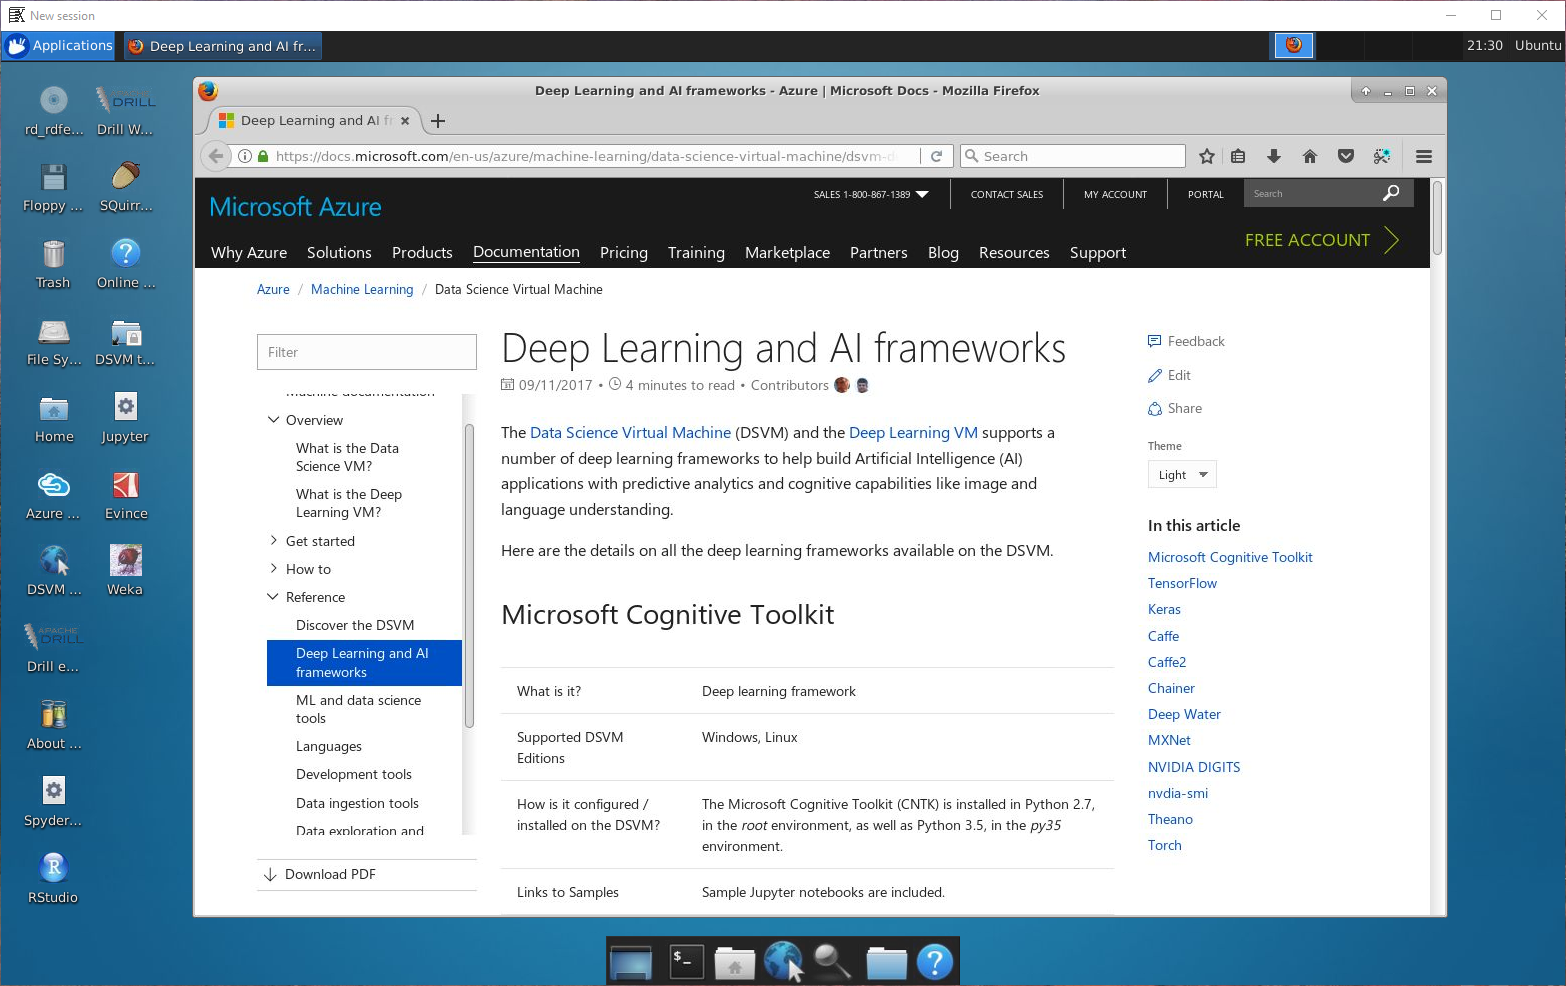 New session
Applications
Deep Learning and AI fr...
21:30 Ubuntu
rd_rdfe...
DRILL
Drill W...
Floppy ...
SQuirr...
Trash
Online ...
File Sy...
DSVM t...
Home
Jupyter
Azure ...
Evince
DSVM ...
Weka
APACHE
DRILL
Drill e...
About ...
Spyder...
R
RStudio
Deep Learning and AI frameworks - Azure | Microsoft Docs - Mozilla Firefox
Deep Learning and AI fr
https://docs.microsoft.com/en-us/azure/machine-learning/data-science-virtual-machine/dsvm-d
Search
Microsoft Azure
SALES 1-800-867-1389
CONTACT SALES
MY ACCOUNT
PORTAL
Search
Why Azure
Solutions
Products
Documentation
Pricing
Training
Marketplace
Partners
Blog
Resources
Support
FREE ACCOUNT
Azure / Machine Learning / Data Science Virtual Machine
Filter
Machine documentation
Overview
What is the Data
Science VM?
What is the Deep
Learning VM?
Get started
How to
Reference
Discover the DSVM
Deep Learning and AI
frameworks
ML and data science
tools
Languages
Development tools
Data ingestion tools
Data exploration and
Download PDF
Deep Learning and AI frameworks
09/11/2017 • 4 minutes to read • Contributors
The Data Science Virtual Machine (DSVM) and the Deep Learning VM supports a
number of deep learning frameworks to help build Artificial Intelligence (AI)
applications with predictive analytics and cognitive capabilities like image and
language understanding.
Here are the details on all the deep learning frameworks available on the DSVM.
Microsoft Cognitive Toolkit
What is it?
Deep learning framework
Supported DSVM
Editions
Windows, Linux
How is it configured /
installed on the DSVM?
The Microsoft Cognitive Toolkit (CNTK) is installed in Python 2.7,
in the root environment, as well as Python 3.5, in the py35
environment.
Links to Samples
Sample Jupyter notebooks are included.
Feedback
Edit
Share
Theme
Light
In this article
Microsoft Cognitive Toolkit
TensorFlow
Keras
Caffe
Caffe2
Chainer
Deep Water
MXNet
NVIDIA DIGITS
nvdia-smi
Theano
Torch
$_